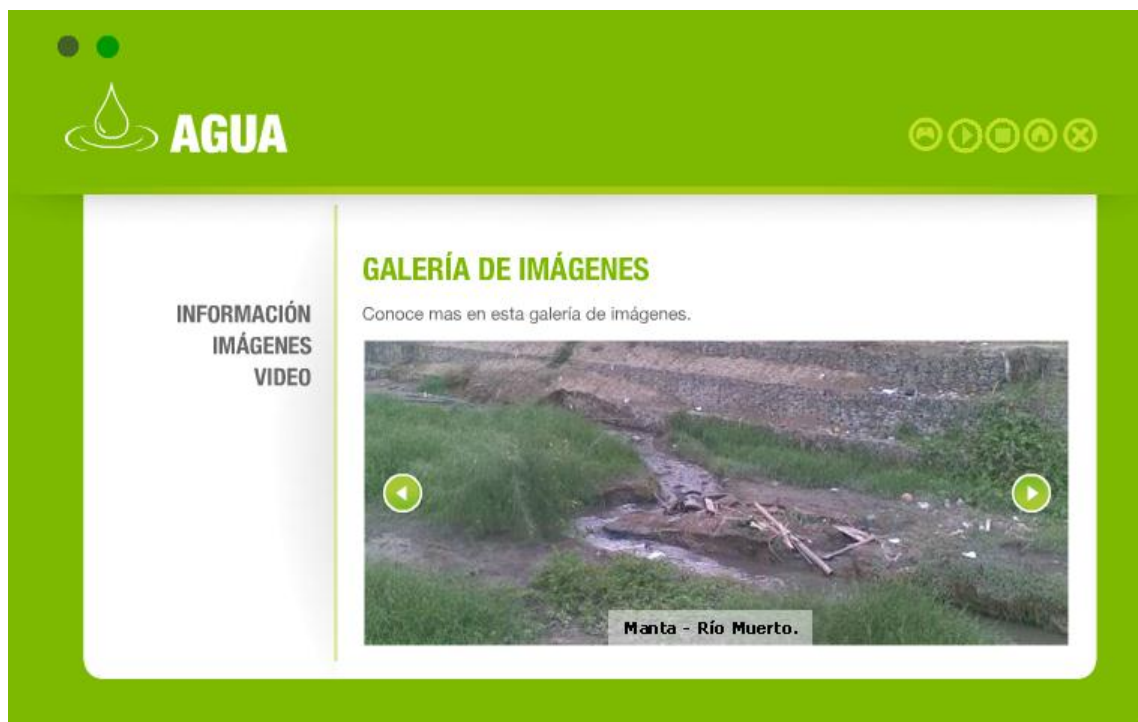 AGUA
GALERÍA DE IMÁGENES
Conoce mas en esta galería de imágenes.
INFORMACIÓN
IMÁGENES
VIDEO
Manta - Río Muerto.